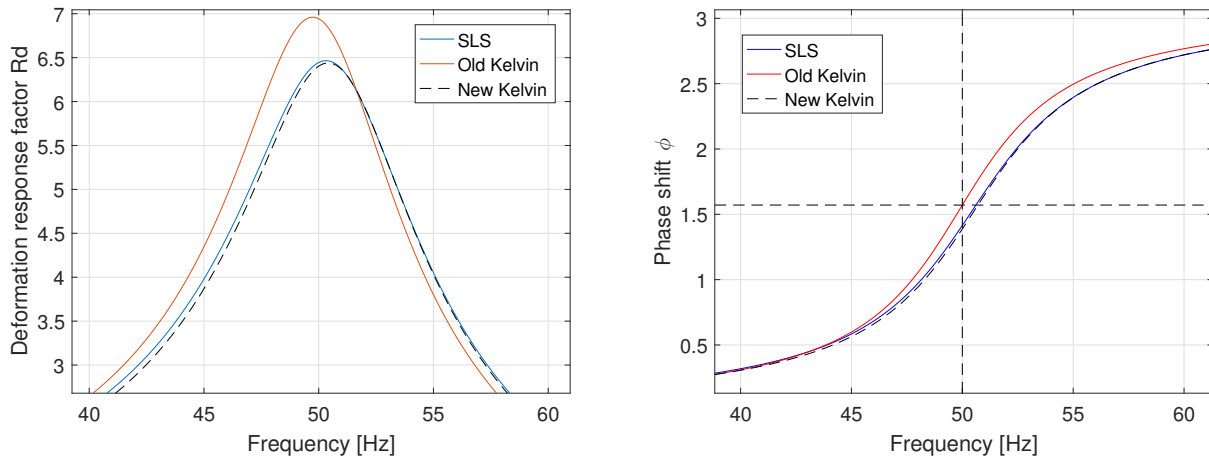 Deformation response factor Rd
7
6.5
6
5.5
5
4.5
4
3.5
3
SLS
Old Kelvin
New Kelvin
40 45 50 55 60
Frequency [Hz]
Phase shift ϕ
3
2.5
2
1.5
1
0.5
SLS
Old Kelvin
New Kelvin
40 45 50 55 60
Frequency [Hz]